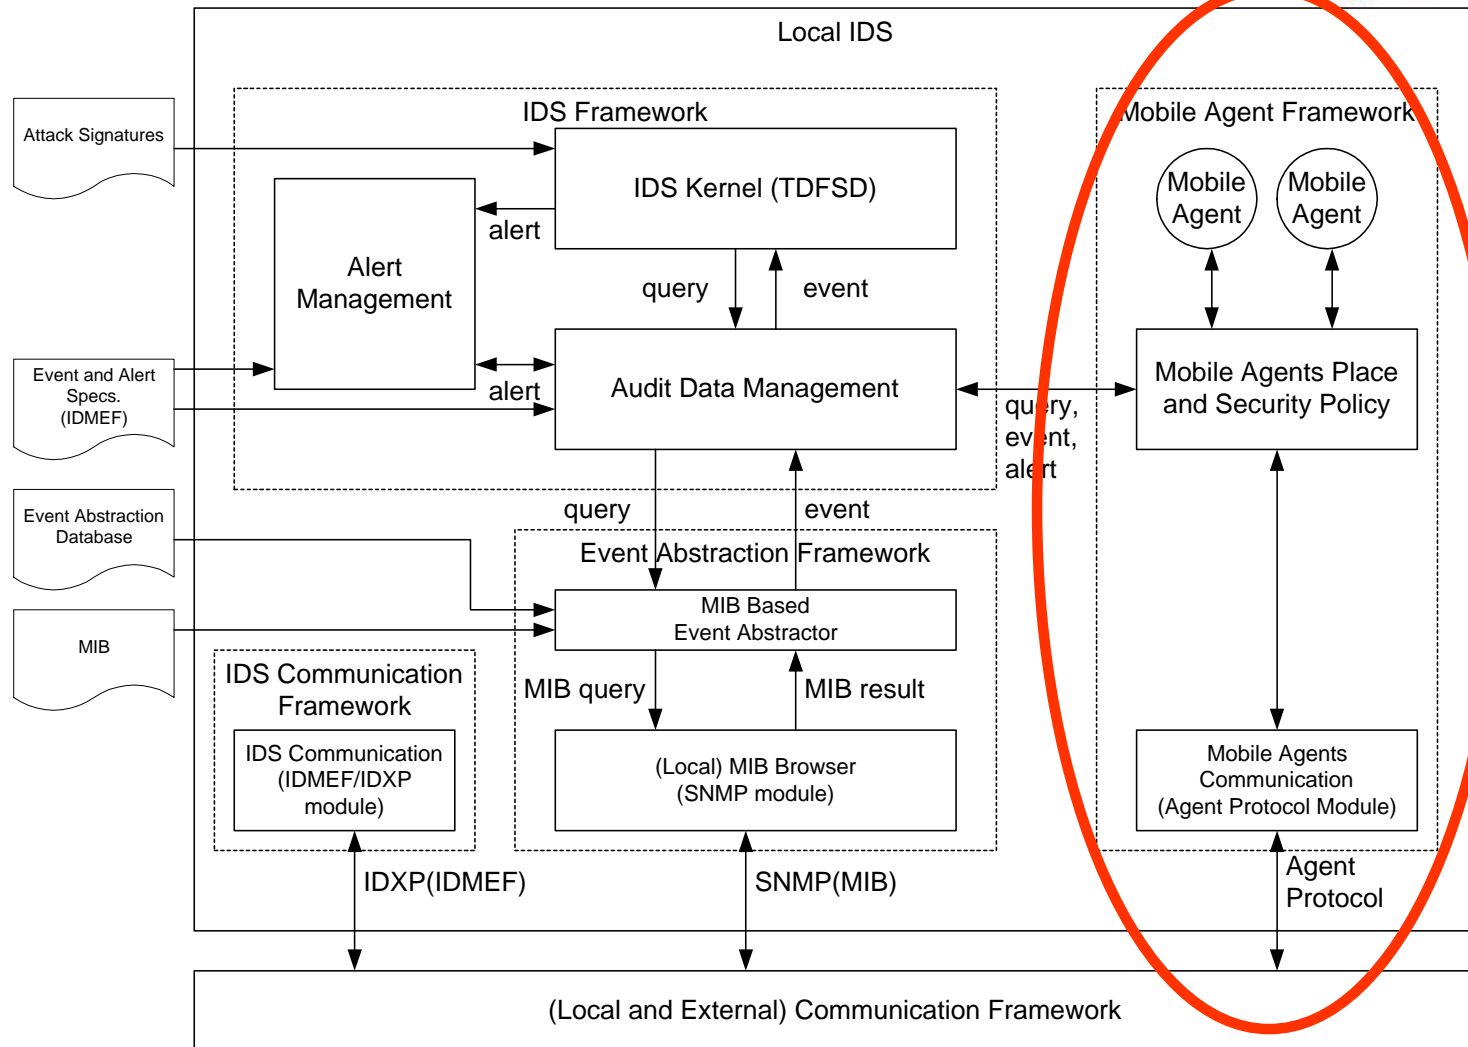 Local IDS
IDS Framework
Mobile Agent Framework
Attack Signatures
IDS Kernel (TDFSD)
Mobile
Agent
Mobile
Agent
alert
Alert
Management
query
event
Event and Alert
Specs.
(IDMEF)
alert
Audit Data Management
query,
event,
alert
Mobile Agents Place
and Security Policy
Event Abstraction
Database
query
event
Event Abstraction Framework
MIB Based
Event Abstractor
MIB
IDS Communication
Framework
MIB query
MIB result
IDS Communication
(IDMEF/IDXP
module)
(Local) MIB Browser
(SNMP module)
Mobile Agents
Communication
(Agent Protocol Module)
IDXP(IDMEF)
SNMP(MIB)
Agent
Protocol
(Local and External) Communication Framework